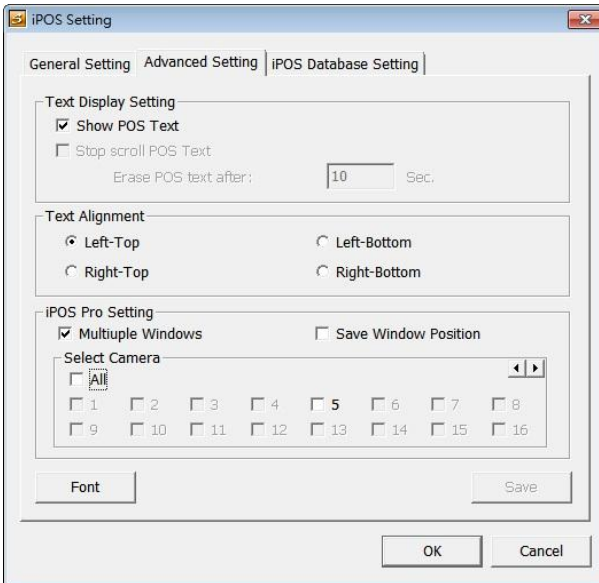 iPOS Setting
General Setting Advanced Setting iPOS Database Setting
Text Display Setting
Show POS Text
Stop scroll POS Text
Erase POS text after: 10 Sec.
Text Alignment
Left-Top Left-Bottom
Right-Top Right-Bottom
iPOS Pro Setting
Multiuple Windows Save Window Position
Select Camera
All
1 2 3 4 5 6 7 8
9 10 11 12 13 14 15 16
Font Save
OK Cancel